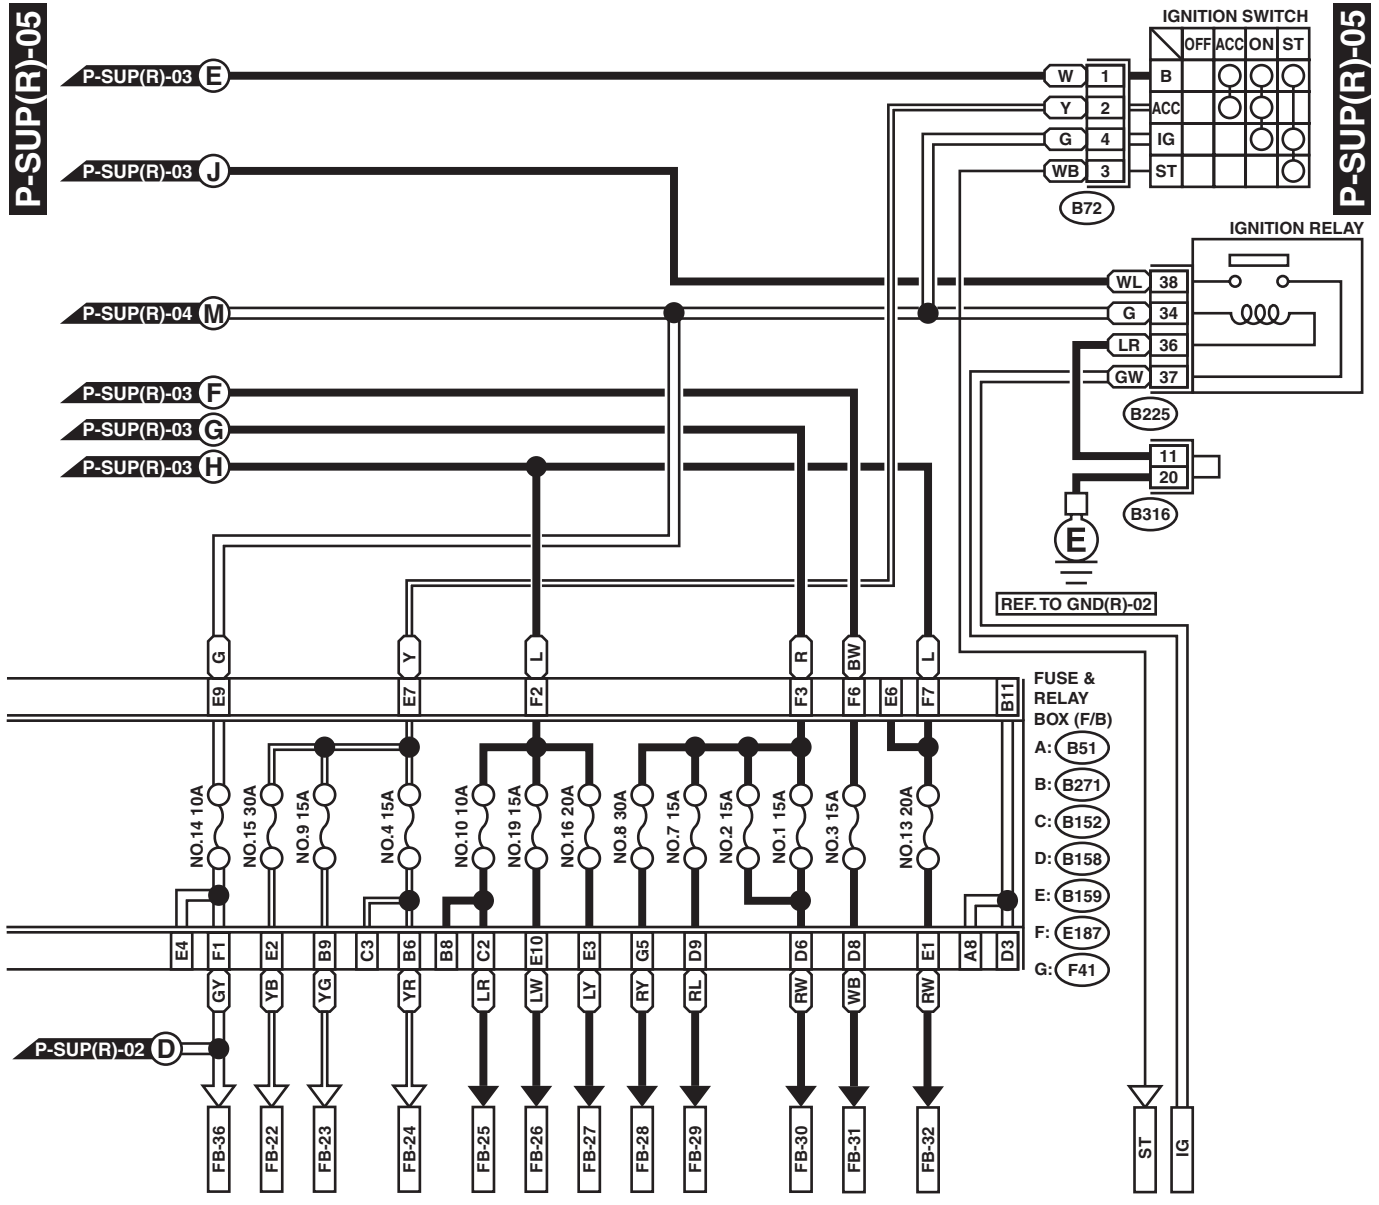 P-SUP(R)-05
P-SUP(R)-05
IGNITION SWITCH
OFF ACC ON ST
P-SUP(R)-03 E W 1 B
Y 2 ACC
G 4 IG
P-SUP(R)-03 J WB 3 ST
B72
IGNITION RELAY
WL 38
P-SUP(R)-04 M G 34
LR 36
GW 37
P-SUP(R)-03 F
B225
P-SUP(R)-03 G
P-SUP(R)-03 H 11
20
B316
E
REF. TO GND(R)-02
G Y L R BW L
E9 E7 F2 F3 F6 E6 F7 B11
FUSE &
RELAY
BOX (F/B)
A: B51
B: B271
C: B152
D: B158
E: B159
F: E187
G: F41
NO.14 10A
NO.15 30A
NO.9 15A
NO.4 15A
NO.10 10A
NO.19 15A
NO.16 20A
NO.8 30A
NO.7 15A
NO.2 15A
NO.1 15A
NO.3 15A
NO.13 20A
E4 F1 E2 B9 C3 B6 B8 C2 E10 E3 G5 D9 D6 D8 E1 A8 D3
GY YB YG YR LR LW LY RY RL RW WB RW
P-SUP(R)-02 D
FB-36 FB-22 FB-23 FB-24 FB-25 FB-26 FB-27 FB-28 FB-29 FB-30 FB-31 FB-32 ST IG